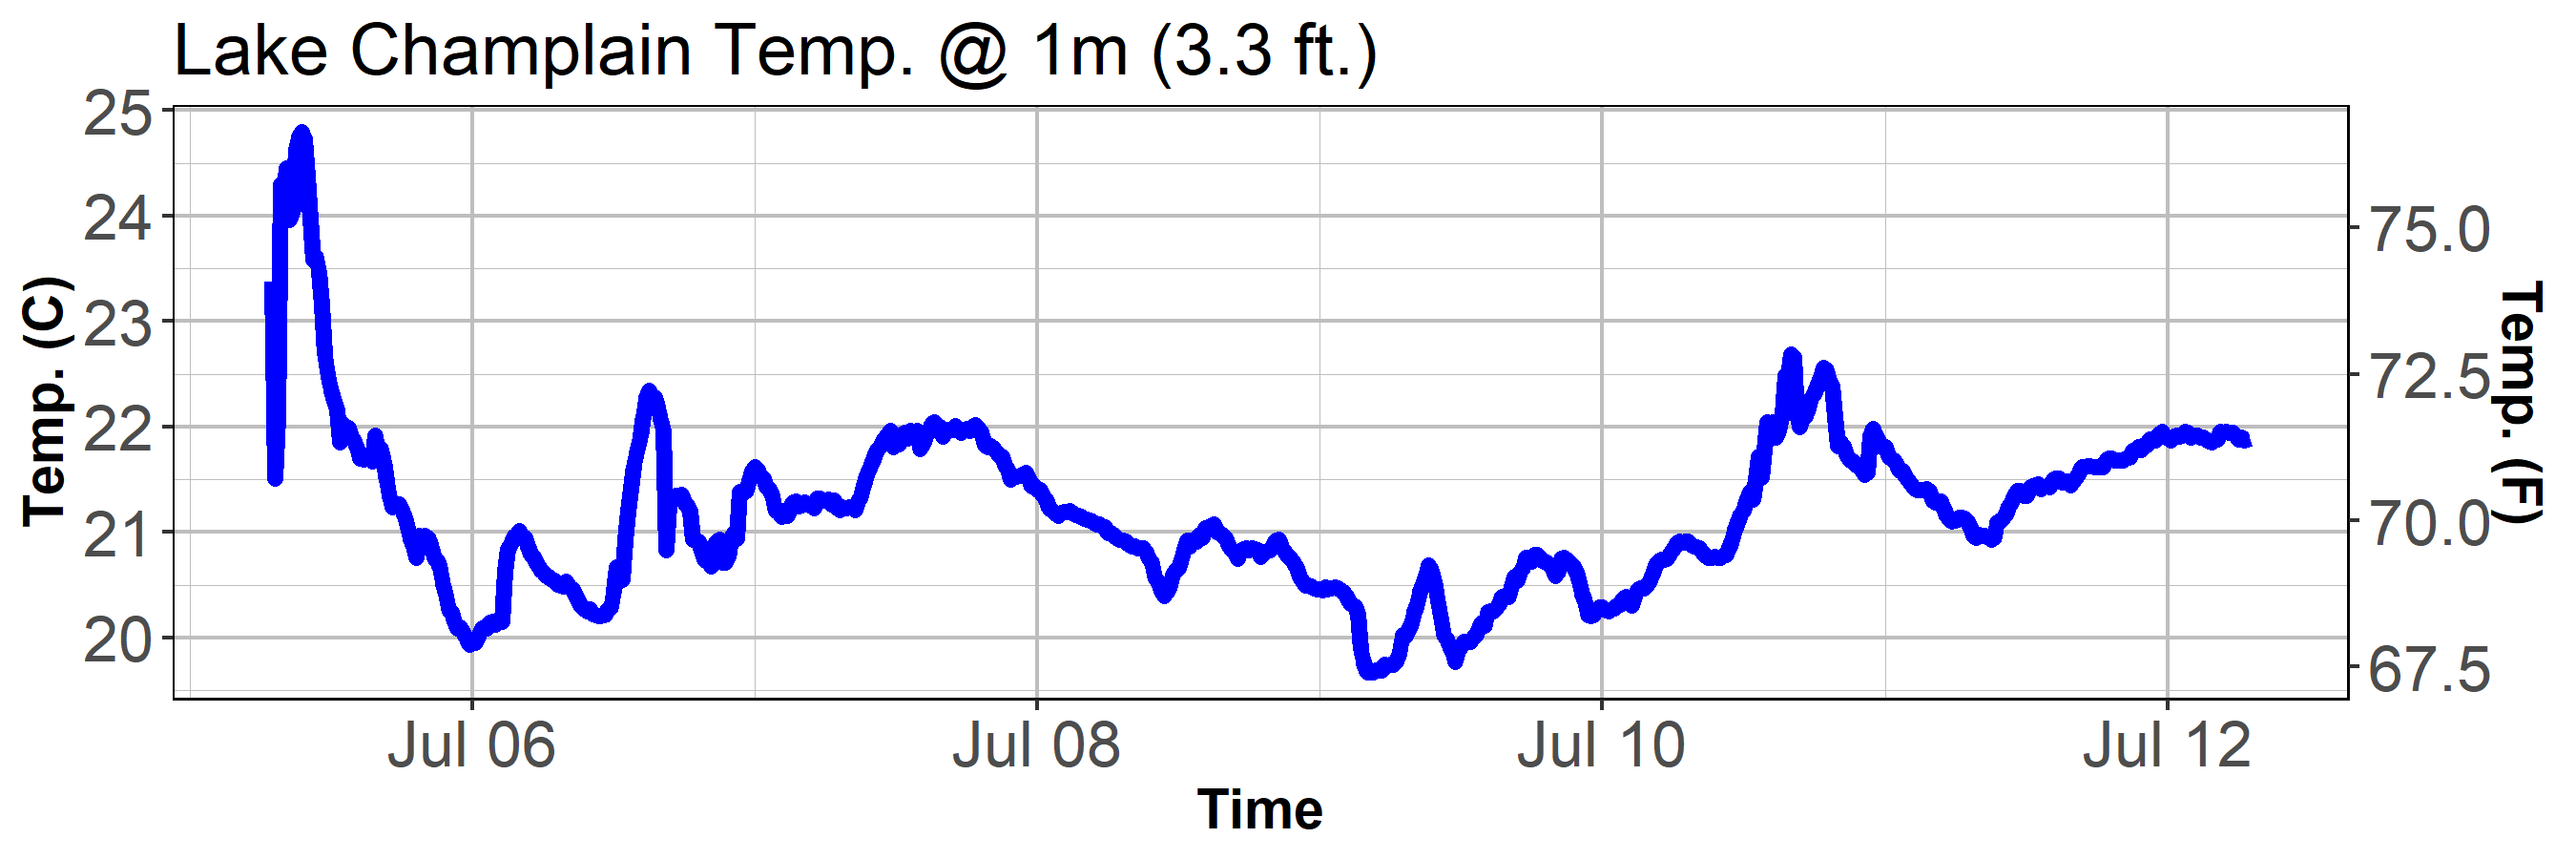 Lake Champlain Temp. @ 1m (3.3 ft.)
Temp. (C)
25
24
23
22
21
20
75.0
72.5
70.0
67.5
Temp. (F)
Jul 06 Jul 08 Jul 10 Jul 12
Time